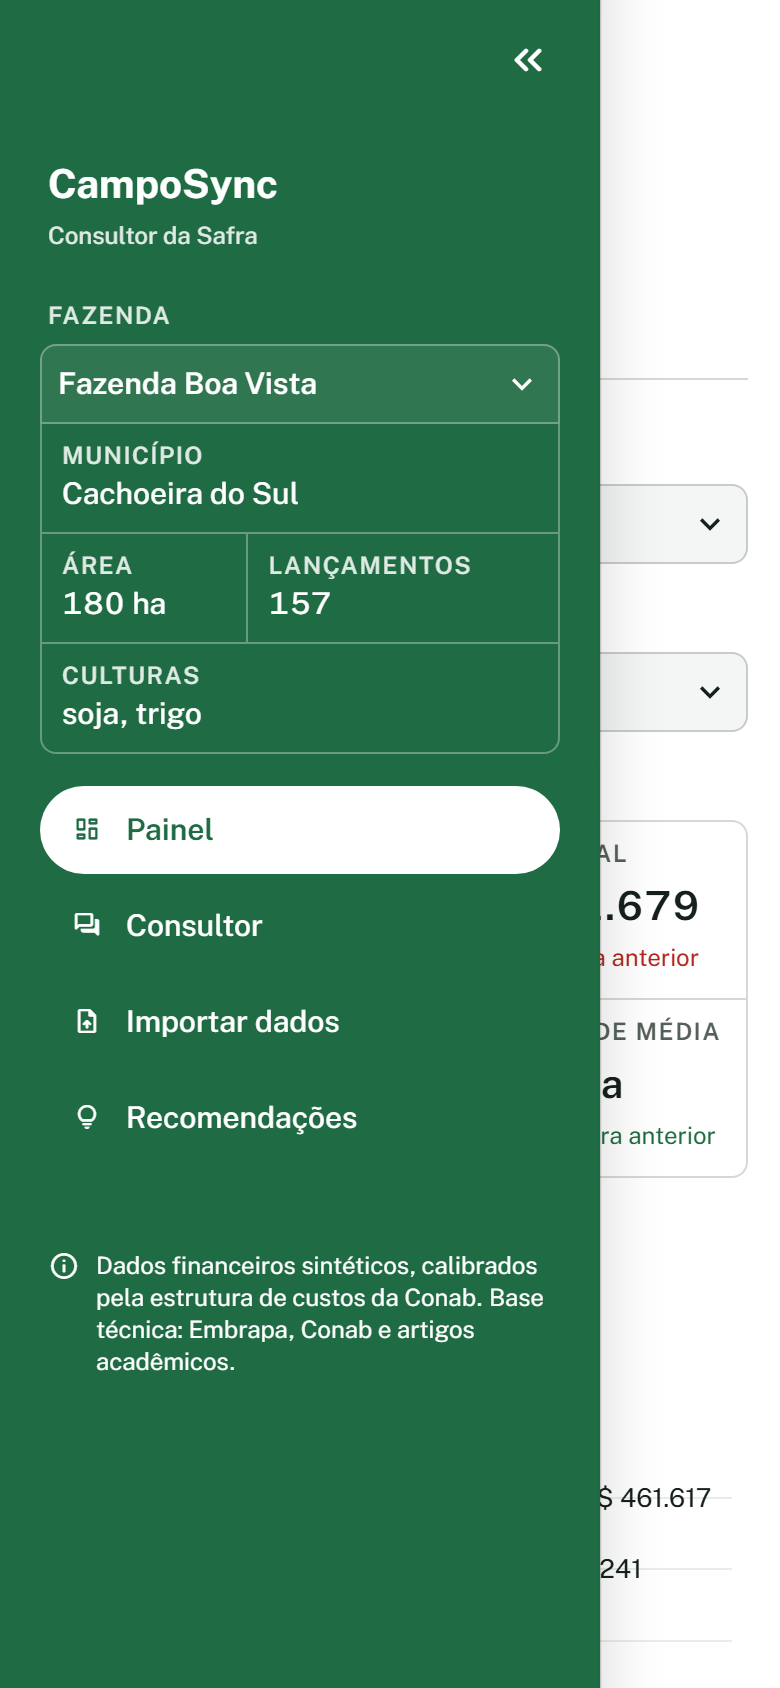 CampoSync
Consultor da Safra
FAZENDA
Fazenda Boa Vista
MUNICÍPIO
Cachoeira do Sul
ÁREA
180 ha
LANÇAMENTOS
157
CULTURAS
soja, trigo
Painel
Consultor
Importar dados
Recomendações
Dados financeiros sintéticos, calibrados
pela estrutura de custos da Conab. Base
técnica: Embrapa, Conab e artigos
acadêmicos.
AL
.679
anterior
DE MÉDIA
a
ra anterior
$ 461.617
241